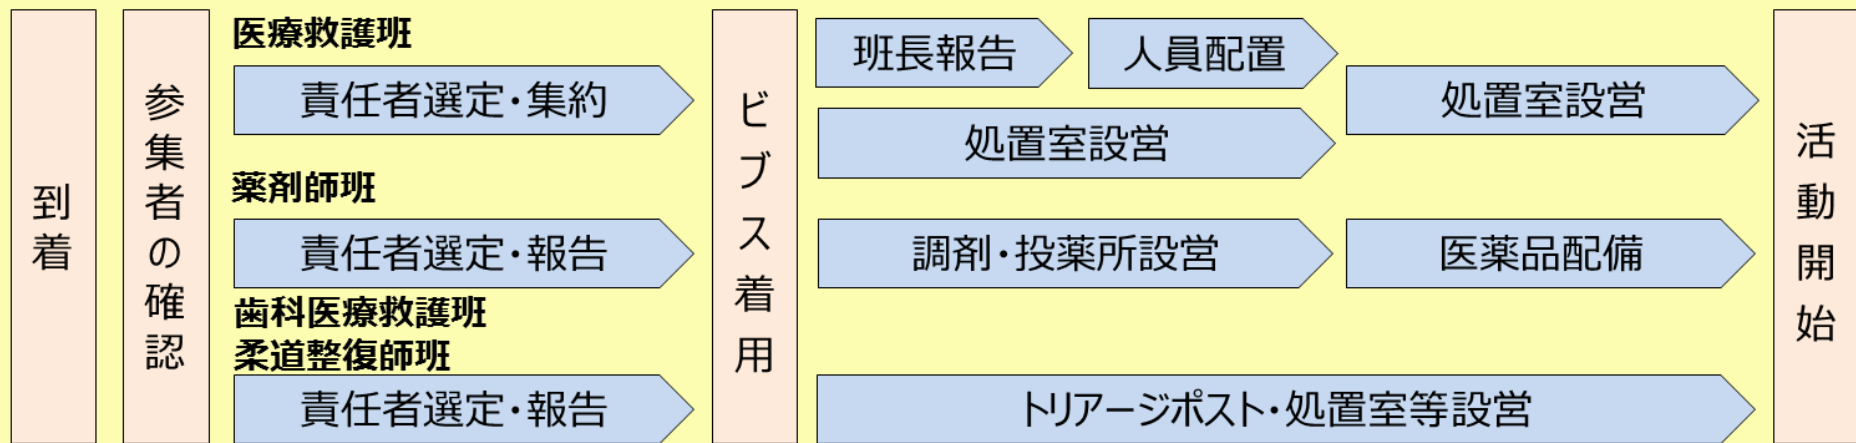 到着
参集者の確認
医療救護班
責任者選定・集約
薬剤師班
責任者選定・報告
歯科医療救護班
柔道整復師班
責任者選定・報告
ビブス着用
班長報告
人員配置
処置室設営
処置室設営
調剤・投薬所設営
医薬品配備
トリアージポスト・処置室等設営
活動開始